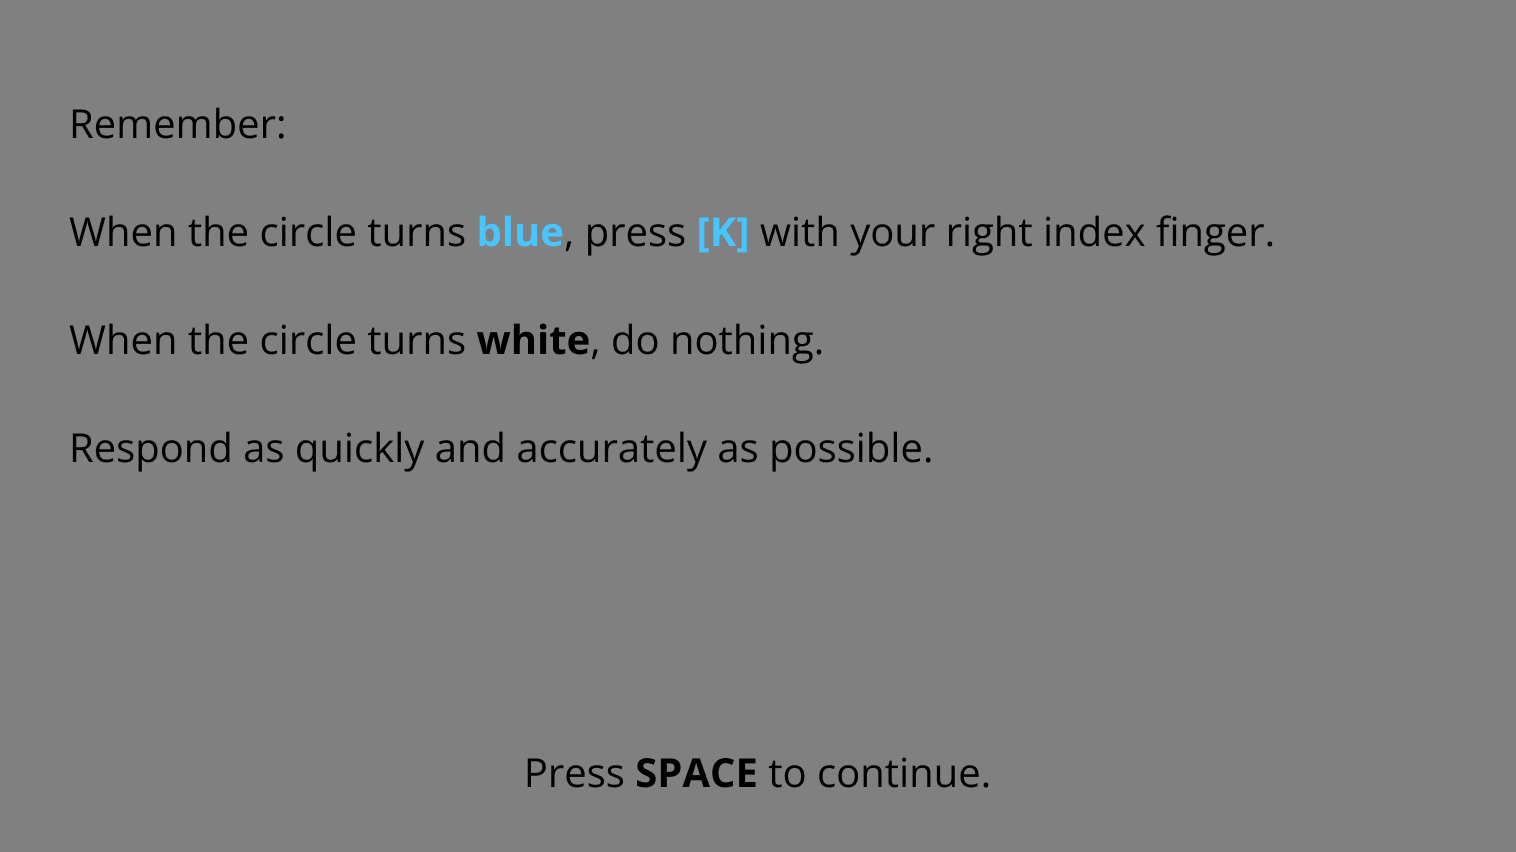 Remember:
When the circle turns blue, press [K] with your right index finger.
When the circle turns white, do nothing.
Respond as quickly and accurately as possible.
Press SPACE to continue.